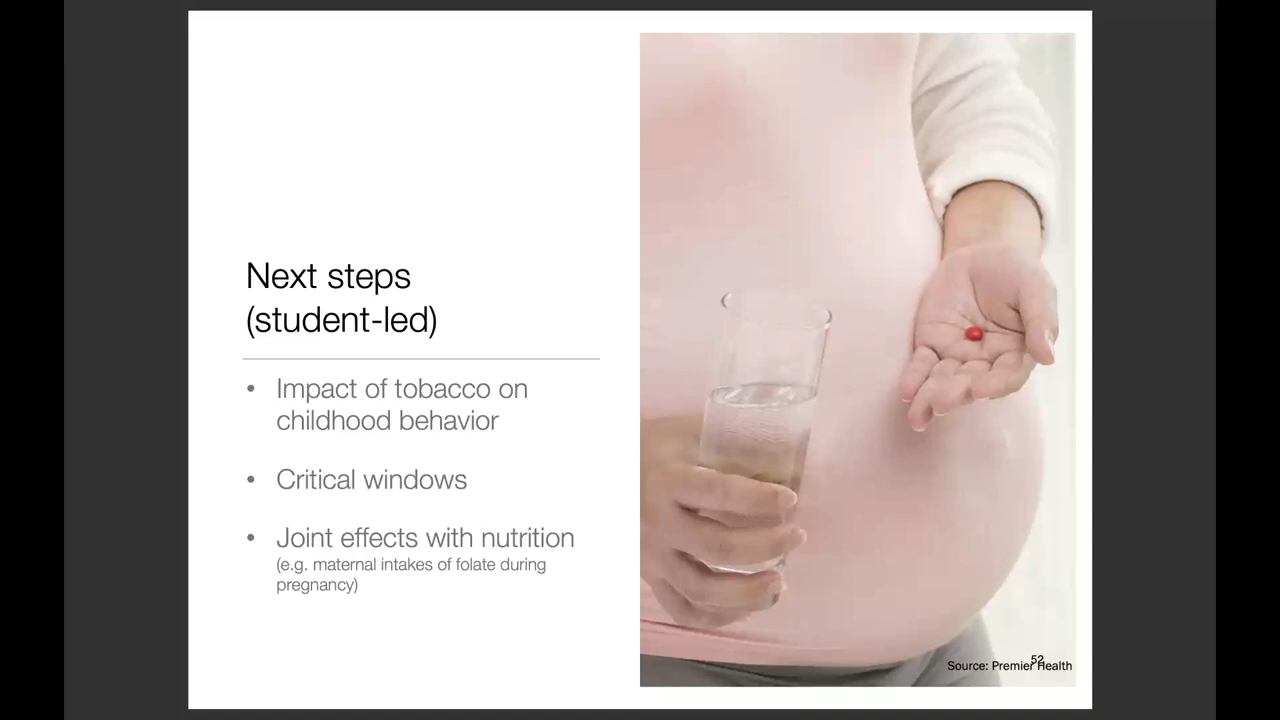 Next steps
(student-led)
• Impact of tobacco on
childhood behavior
• Critical windows
• Joint effects with nutrition
(e.g. maternal intakes of folate during
pregnancy)
52
Source: Premier Health